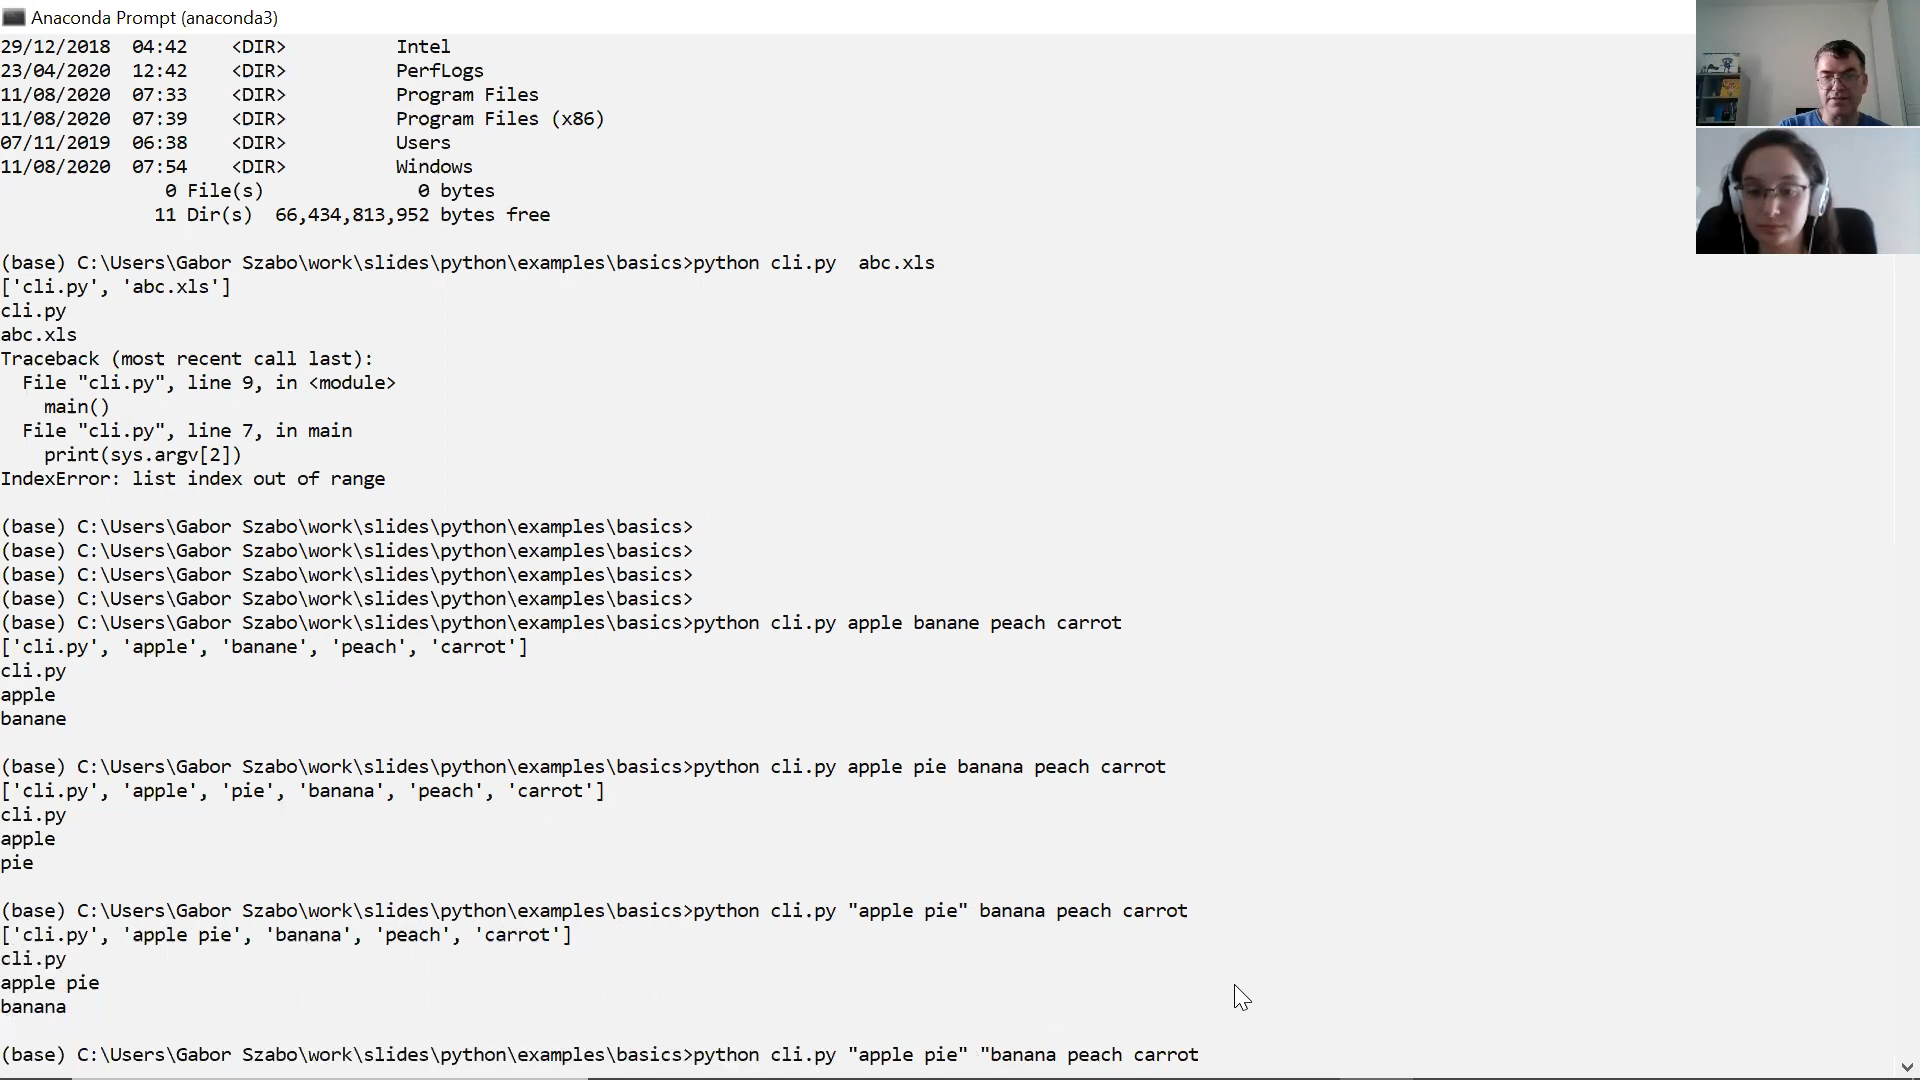 Anaconda Prompt (anaconda3)
29/12/2018  04:42    <DIR>          Intel
23/04/2020  12:42    <DIR>          PerfLogs
11/08/2020  07:33    <DIR>          Program Files
11/08/2020  07:39    <DIR>          Program Files (x86)
07/11/2019  06:38    <DIR>          Users
11/08/2020  07:54    <DIR>          Windows
               0 File(s)              0 bytes
              11 Dir(s)  66,434,813,952 bytes free

(base) C:\Users\Gabor Szabo\work\slides\python\examples\basics>python cli.py  abc.xls
['cli.py', 'abc.xls']
cli.py
abc.xls
Traceback (most recent call last):
  File "cli.py", line 9, in <module>
    main()
  File "cli.py", line 7, in main
    print(sys.argv[2])
IndexError: list index out of range

(base) C:\Users\Gabor Szabo\work\slides\python\examples\basics>
(base) C:\Users\Gabor Szabo\work\slides\python\examples\basics>
(base) C:\Users\Gabor Szabo\work\slides\python\examples\basics>
(base) C:\Users\Gabor Szabo\work\slides\python\examples\basics>
(base) C:\Users\Gabor Szabo\work\slides\python\examples\basics>python cli.py apple banane peach carrot
['cli.py', 'apple', 'banane', 'peach', 'carrot']
cli.py
apple
banane

(base) C:\Users\Gabor Szabo\work\slides\python\examples\basics>python cli.py apple pie banana peach carrot
['cli.py', 'apple', 'pie', 'banana', 'peach', 'carrot']
cli.py
apple
pie

(base) C:\Users\Gabor Szabo\work\slides\python\examples\basics>python cli.py "apple pie" banana peach carrot
['cli.py', 'apple pie', 'banana', 'peach', 'carrot']
cli.py
apple pie
banana

(base) C:\Users\Gabor Szabo\work\slides\python\examples\basics>python cli.py "apple pie" "banana peach carrot